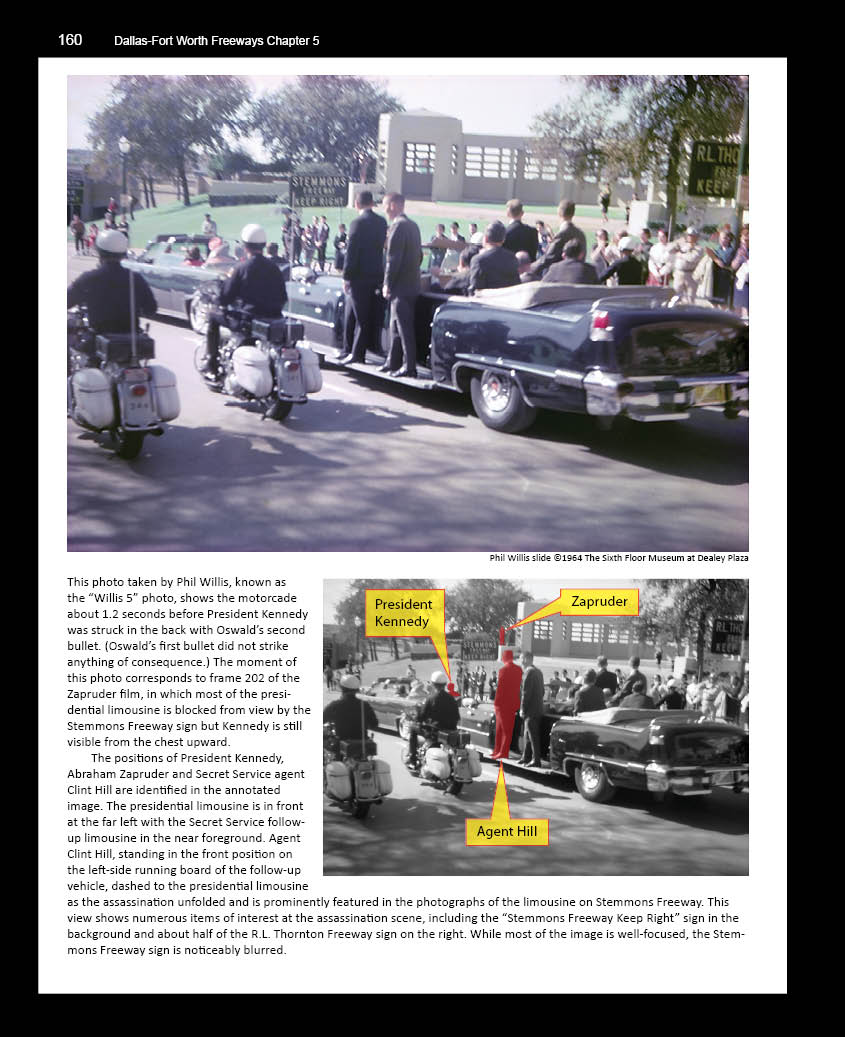 160 Dallas-Fort Worth Freeways Chapter 5
STEMMONS
FREEWAY
KEEP RIGHT
R.L. THO
FREE
KEEP
344
Phil Willis slide ©1964 The Sixth Floor Museum at Dealey Plaza
This photo taken by Phil Willis, known as
the “Willis 5” photo, shows the motorcade
about 1.2 seconds before President Kennedy
was struck in the back with Oswald’s second
bullet. (Oswald’s first bullet did not strike
anything of consequence.) The moment of
this photo corresponds to frame 202 of the
Zapruder film, in which most of the presi-
dential limousine is blocked from view by the
Stemmons Freeway sign but Kennedy is still
visible from the chest upward.
The positions of President Kennedy,
Abraham Zapruder and Secret Service agent
Clint Hill are identified in the annotated
image. The presidential limousine is in front
at the far left with the Secret Service follow-
up limousine in the near foreground. Agent
Clint Hill, standing in the front position on
the left-side running board of the follow-up
vehicle, dashed to the presidential limousine
as the assassination unfolded and is prominently featured in the photographs of the limousine on Stemmons Freeway. This
view shows numerous items of interest at the assassination scene, including the “Stemmons Freeway Keep Right” sign in the
background and about half of the R.L. Thornton Freeway sign on the right. While most of the image is well-focused, the Stem-
mons Freeway sign is noticeably blurred.
President
Kennedy
Zapruder
Agent Hill
STEMMONS
KEEP RIGHT
R.L. THO
KEEP